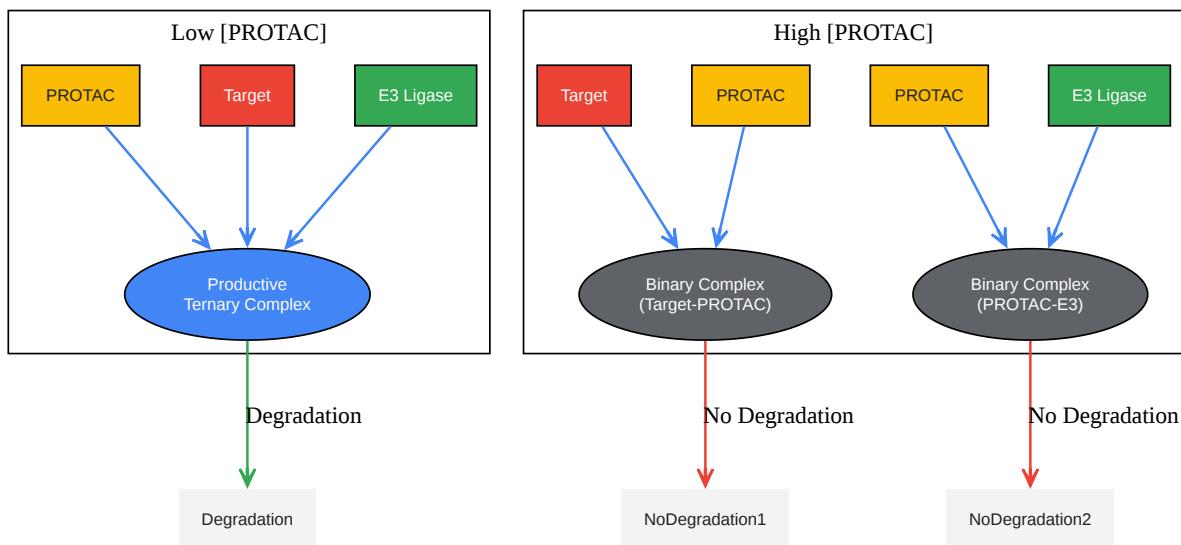 Low [PROTAC]
PROTAC
Target
E3 Ligase
Productive
Ternary Complex
Degradation
Degradation
High [PROTAC]
Target
PROTAC
PROTAC
E3 Ligase
Binary Complex
(Target-PROTAC)
Binary Complex
(PROTAC-E3)
No Degradation
No Degradation
NoDegradation1
NoDegradation2